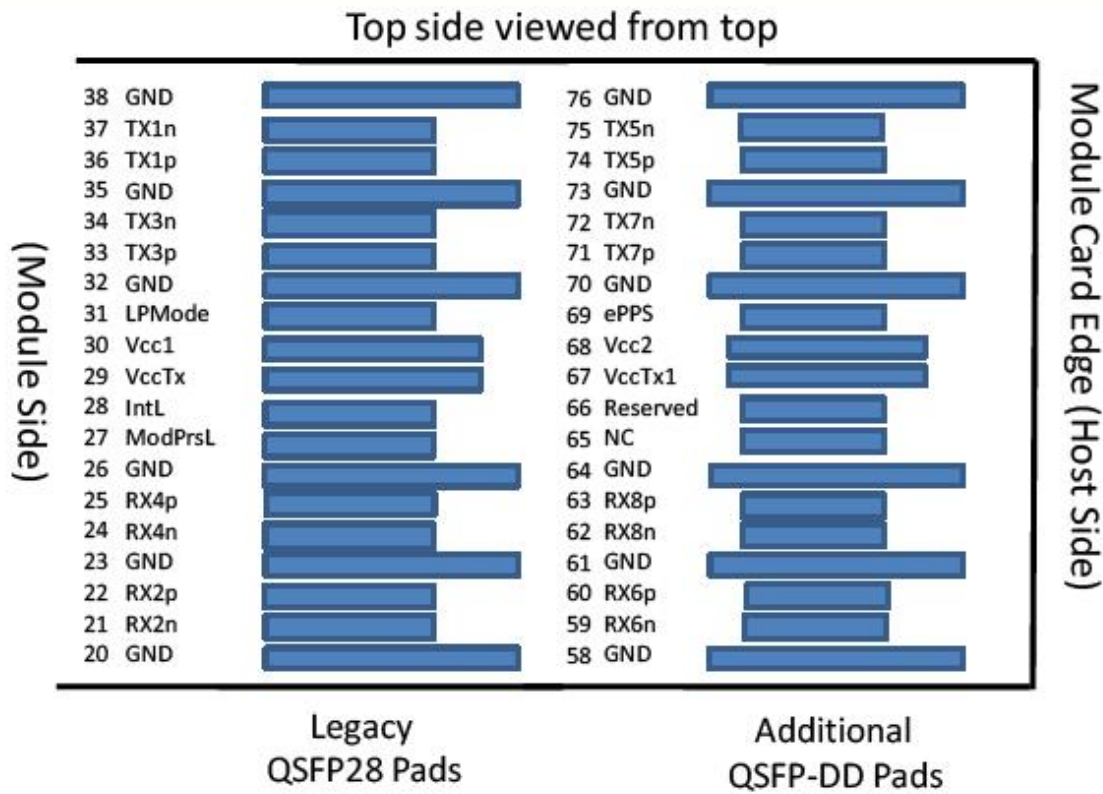 Top side viewed from top
38 GND 76 GND
37 TX1n 75 TX5n
36 TX1p 74 TX5p
35 GND 73 GND
34 TX3n 72 TX7n
33 TX3p 71 TX7p
32 GND 70 GND
31 LPMode 69 ePPS
30 Vcc1 68 Vcc2
29 VccTx 67 VccTx1
28 IntL 66 Reserved
27 ModPrsL 65 NC
26 GND 64 GND
25 RX4p 63 RX8p
24 RX4n 62 RX8n
23 GND 61 GND
22 RX2p 60 RX6p
21 RX2n 59 RX6n
20 GND 58 GND
(Module Side)
Module Card Edge (Host Side)
Legacy
QSFP28 Pads
Additional
QSFP-DD Pads